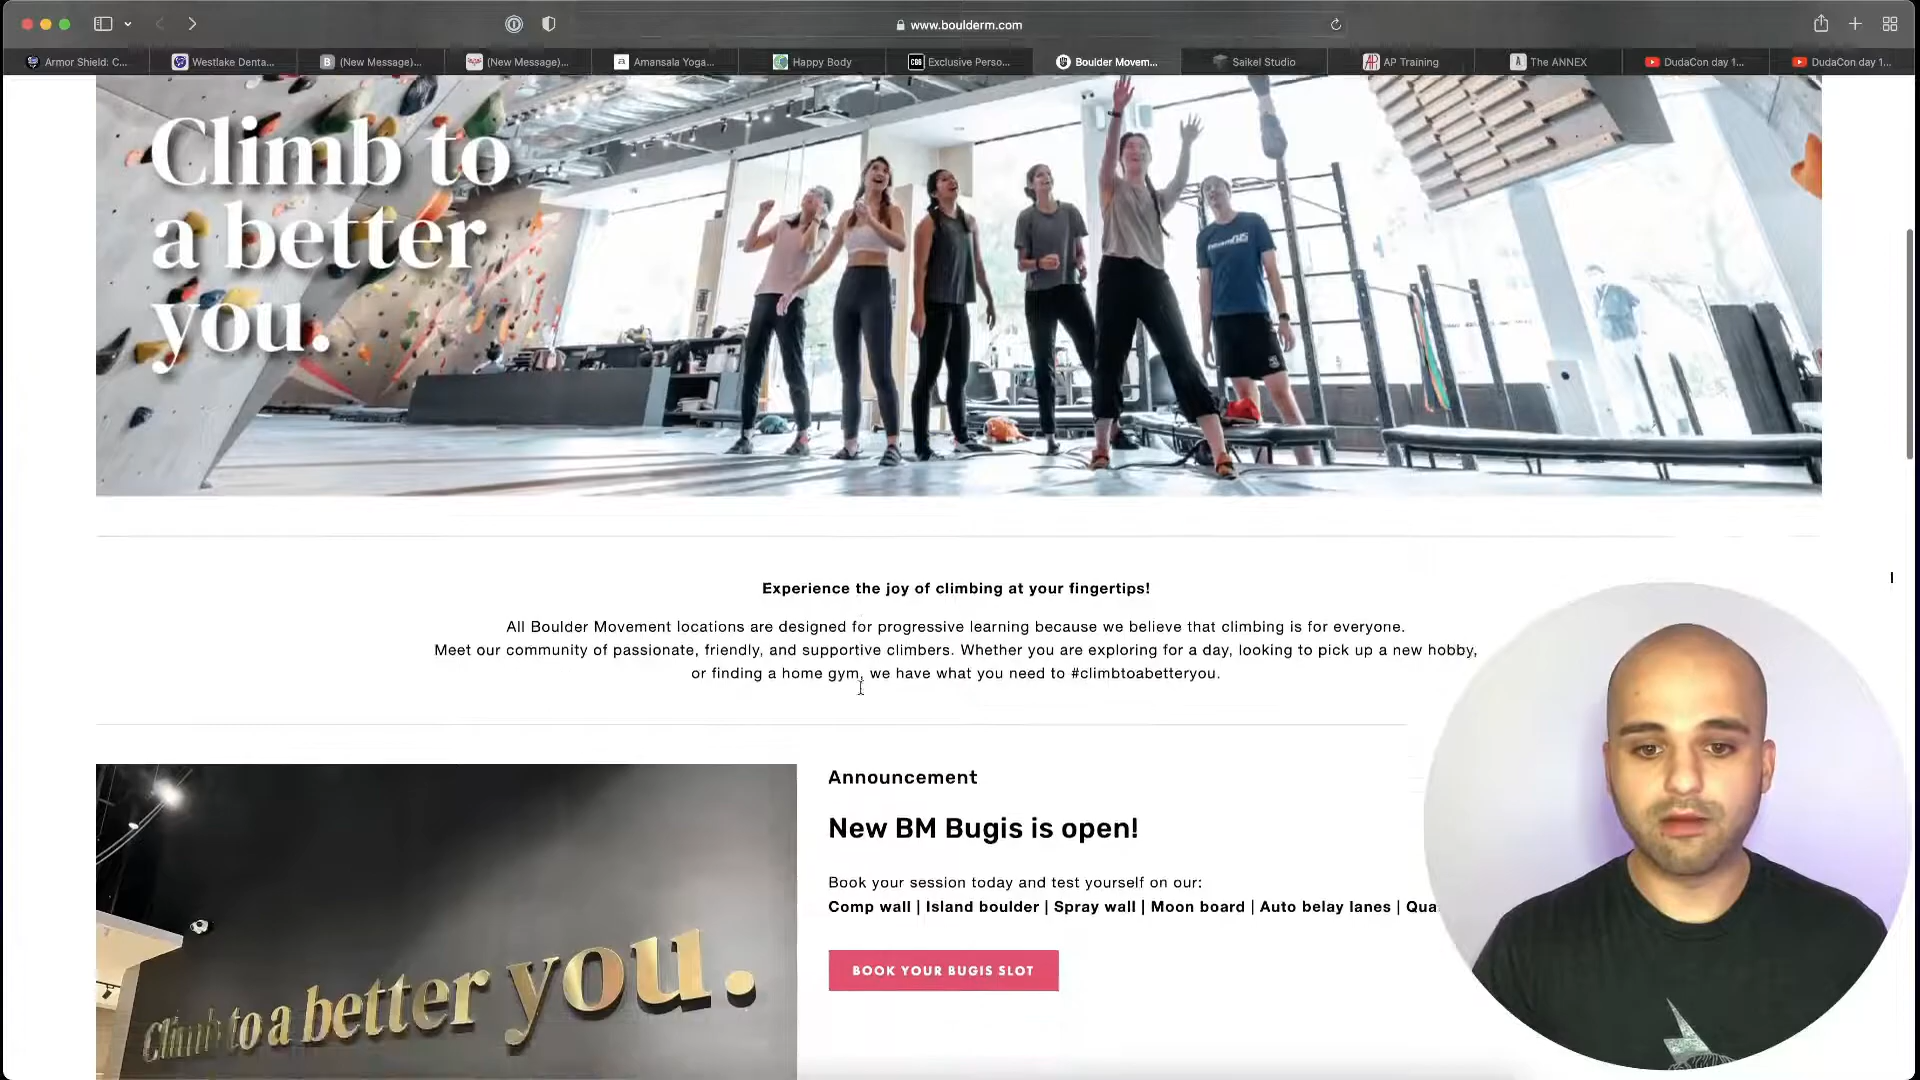 www.boulderm.com
Armor Shield: C...
Westlake Denta...
(New Message)...
(New Message)...
Amansala Yoga...
Happy Body
Exclusive Perso...
Boulder Movem...
Saikel Studio
AP Training
The ANNEX
DudaCon day 1...
DudaCon day 1...
Climb to
a better
you.
Experience the joy of climbing at your fingertips!
All Boulder Movement locations are designed for progressive learning because we believe that climbing is for everyone.
Meet our community of passionate, friendly, and supportive climbers. Whether you are exploring for a day, looking to pick up a new hobby,
or finding a home gym, we have what you need to #climbtoabetteryou.
Announcement
New BM Bugis is open!
Book your session today and test yourself on our:
Comp wall | Island boulder | Spray wall | Moon board | Auto belay lanes | Qua
BOOK YOUR BUGIS SLOT
Climb to a better you.